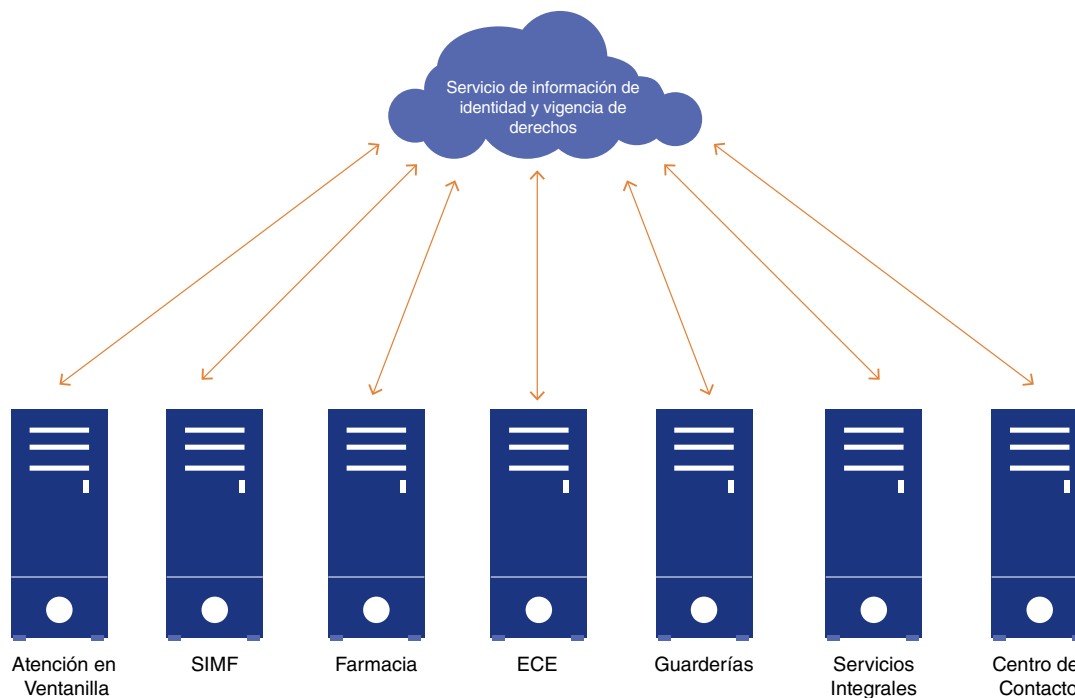 Servicio de información de
identidad y vigencia de
derechos
Atención en
Ventanilla
SIMF
Farmacia
ECE
Guarderías
Servicios
Integrales
Centro de
Contacto